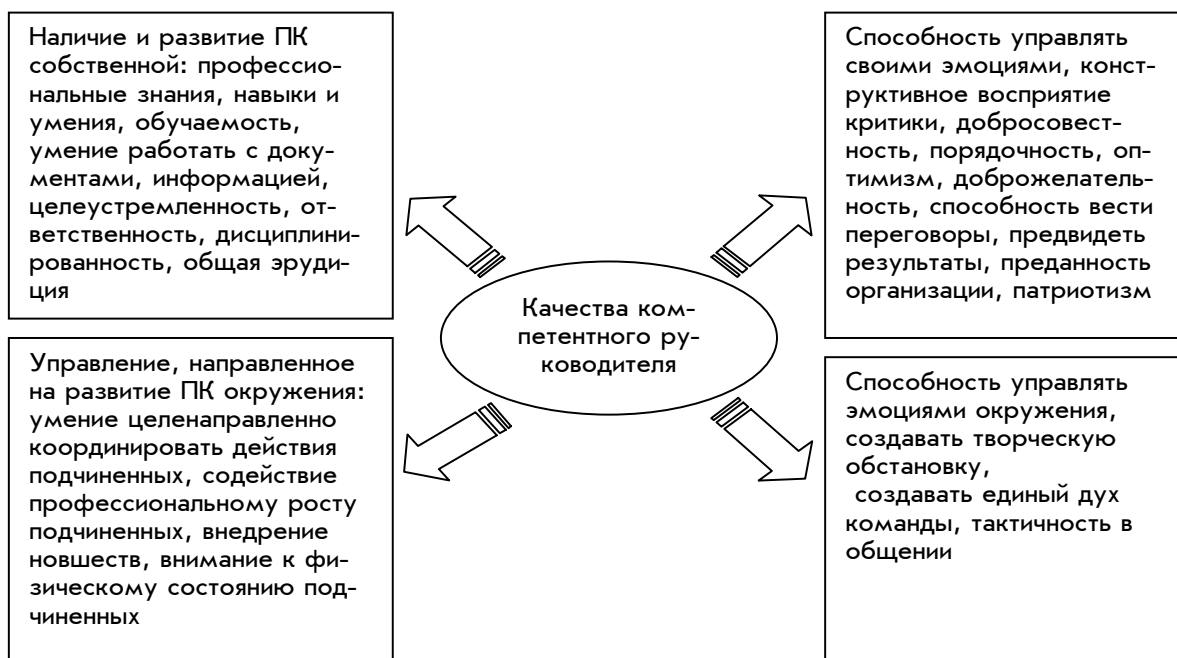 Наличие и развитие ПК
собственной: профессио-
нальные знания, навыки и
умения, обучаемость,
умение работать с доку-
ментами, информацией,
целеустремленность, от-
ветственность, дисциплини-
рованность, общая эруди-
ция
Способность управлять
своими эмоциями, конст-
руктивное восприятие
критики, добросовест-
ность, порядочность, оп-
тимизм, доброжелатель-
ность, способность вести
переговоры, предвидеть
результаты, преданность
организации, патриотизм
Качества ком-
петентного ру-
ководителя
Управление, направленное
на развитие ПК окружения:
умение целенаправленно
координировать действия
подчиненных, содействие
профессиональному росту
подчиненных, внедрение
новшеств, внимание к фи-
зическому состоянию под-
чиненных
Способность управлять
эмоциями окружения,
создавать творческую
обстановку,
создавать единый дух
команды, тактичность в
общении